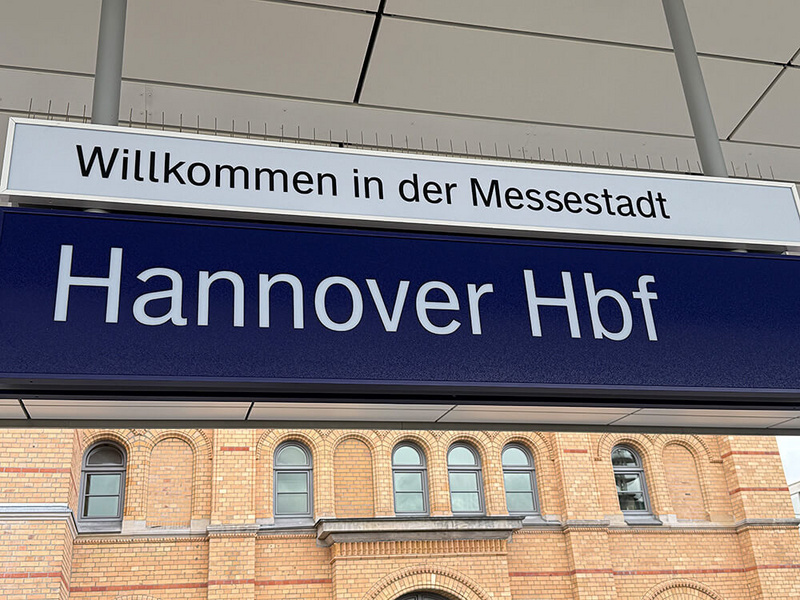 Willkommen in der Messestadt
Hannover Hbf